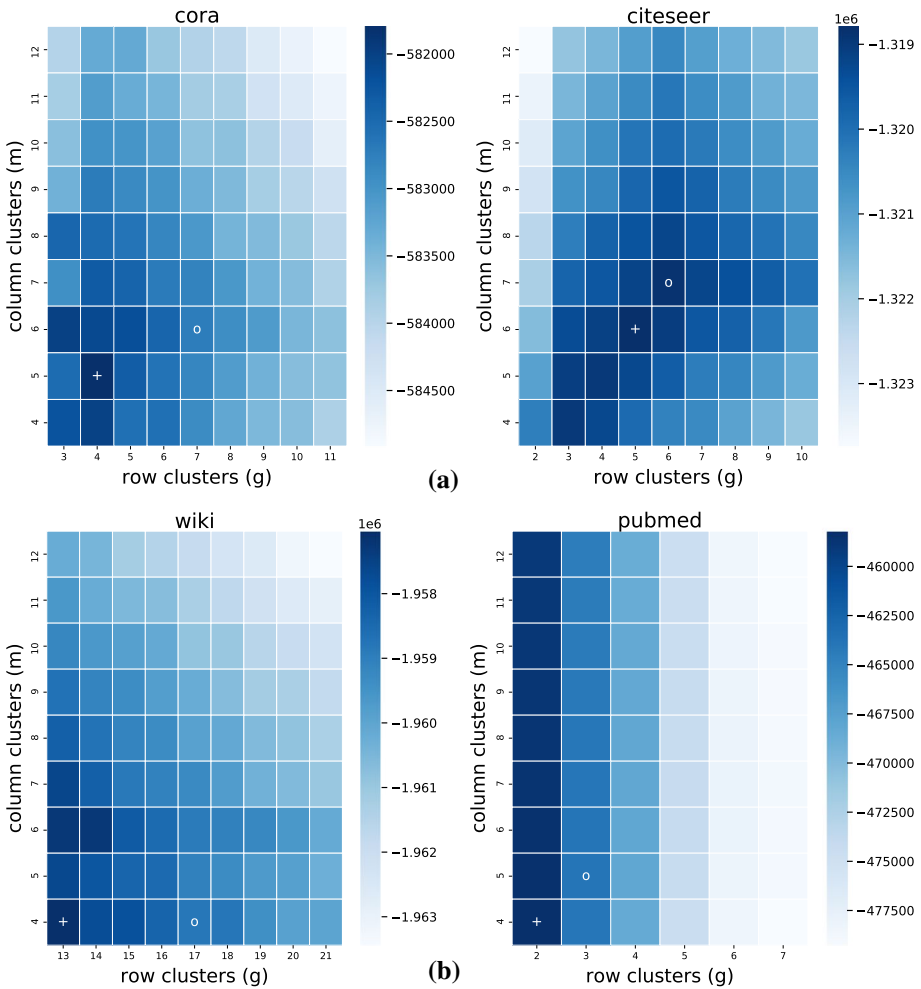 cora
citeseer
12
11
10
9
8
7
6
5
4
column clusters (m)
+
o
3 4 5 6 7 8 9 10 11
row clusters (g)
−582000
−582500
−583000
−583500
−584000
−584500
12
11
10
9
8
7
6
5
4
column clusters (m)
o
+
2 3 4 5 6 7 8 9 10
row clusters (g)
1e6
−1.319
−1.320
−1.321
−1.322
−1.323
(a)
wiki
pubmed
12
11
10
9
8
7
6
5
4
column clusters (m)
+ o
13 14 15 16 17 18 19 20 21
row clusters (g)
1e6
−1.958
−1.959
−1.960
−1.961
−1.962
−1.963
12
11
10
9
8
7
6
5
4
column clusters (m)
o
+
2 3 4 5 6 7
row clusters (g)
−460000
−462500
−465000
−467500
−470000
−472500
−475000
−477500
(b)